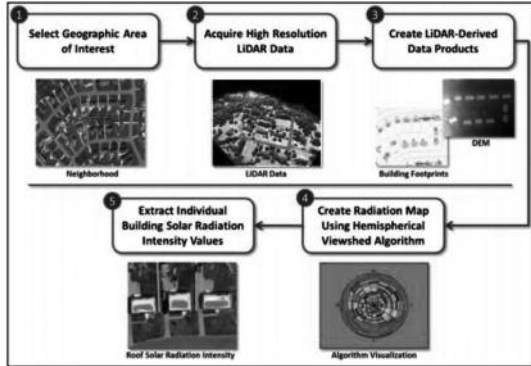 1
Select Geographic Area
of Interest
Neighborhood
2
Acquire High Resolution
LiDAR Data
LiDAR Data
3
Create LiDAR-Derived
Data Products
Building Footprints
DEM
4
Create Radiation Map
Using Hemispherical
Viewshed Algorithm
Algorithm Visualization
5
Extract Individual
Building Solar Radiation
Intensity Values
Roof Solar Radiation Intensity